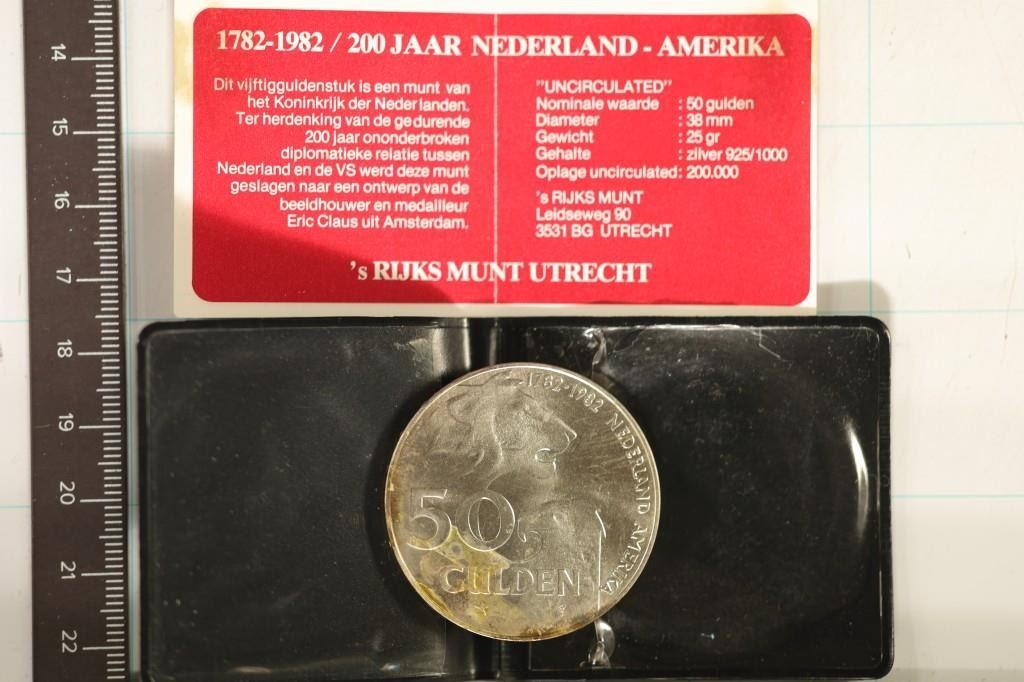 1782-1982 / 200 JAAR NEDERLAND - AMERIKA
Dit vijftigguldenstuk is een munt van
het Koninkrijk der Nederlanden.
Ter herdenking van de gedurende
200 jaar ononderbroken
diplomatieke relatie tussen
Nederland en de VS werd deze munt
geslagen naar een ontwerp van de
beeldhouwer en medailleur
Eric Claus uit Amsterdam.
"UNCIRCULATED"
Nominale waarde : 50 gulden
Diameter : 38 mm
Gewicht : 25 gr
Gehalte : zilver 925/1000
Oplage uncirculated: 200.000
's RIJKS MUNT
Leidseweg 90
3531 BG UTRECHT
's RIJKS MUNT UTRECHT
1782-1982 NEDERLAND AMERIKA
50
GULDEN
14
15
16
17
18
19
20
21
22